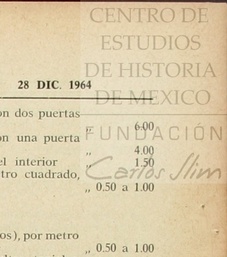 CENTRO DE
ESTUDIOS
DE HISTORIA
DE MEXICO
FUNDACIÓN
Carlos Slim
28 DIC. 1964
on dos puertas
„ 6.00
on una puerta
„ 4.00
el interior „ 1.50
tro cuadrado,
„ 0.50 a 1.00
os), por metro
„ 0.50 a 1.00